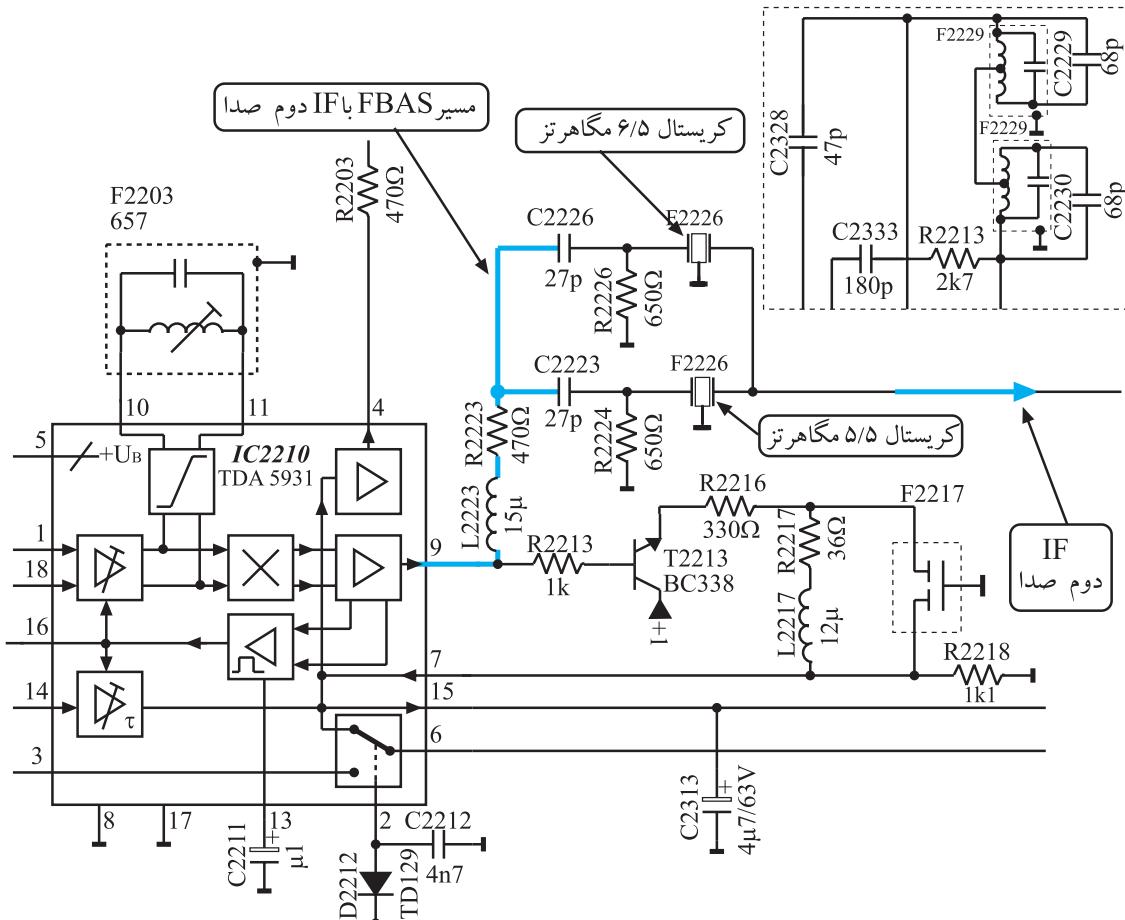 مسیر FBAS با IF دوم صدا
کریستال ۶/۵ مگاهرتز
F2229
C2229
68p
F2229
C2230
68p
C2328
47p
C2333
180p
R2213
2k7
F2203
657
R2203
470Ω
C2226
27p
F2226
R2226
650Ω
C2223
27p
F2226
R2224
650Ω
کریستال ۵/۵ مگاهرتز
IF
دوم صدا
R2223
470Ω
L2223
15µ
10
11
4
5
+UB
IC2210
TDA 5931
1
18
9
16
14
τ
3
7
15
6
8
17
13
2
R2213
1k
T2213
BC338
+1
R2216
330Ω
R2217
36Ω
L2217
12µ
F2217
R2218
1k1
C2211
+
µ1
C2212
4n7
D2212
TD129
C2313
+
4µ7/63V